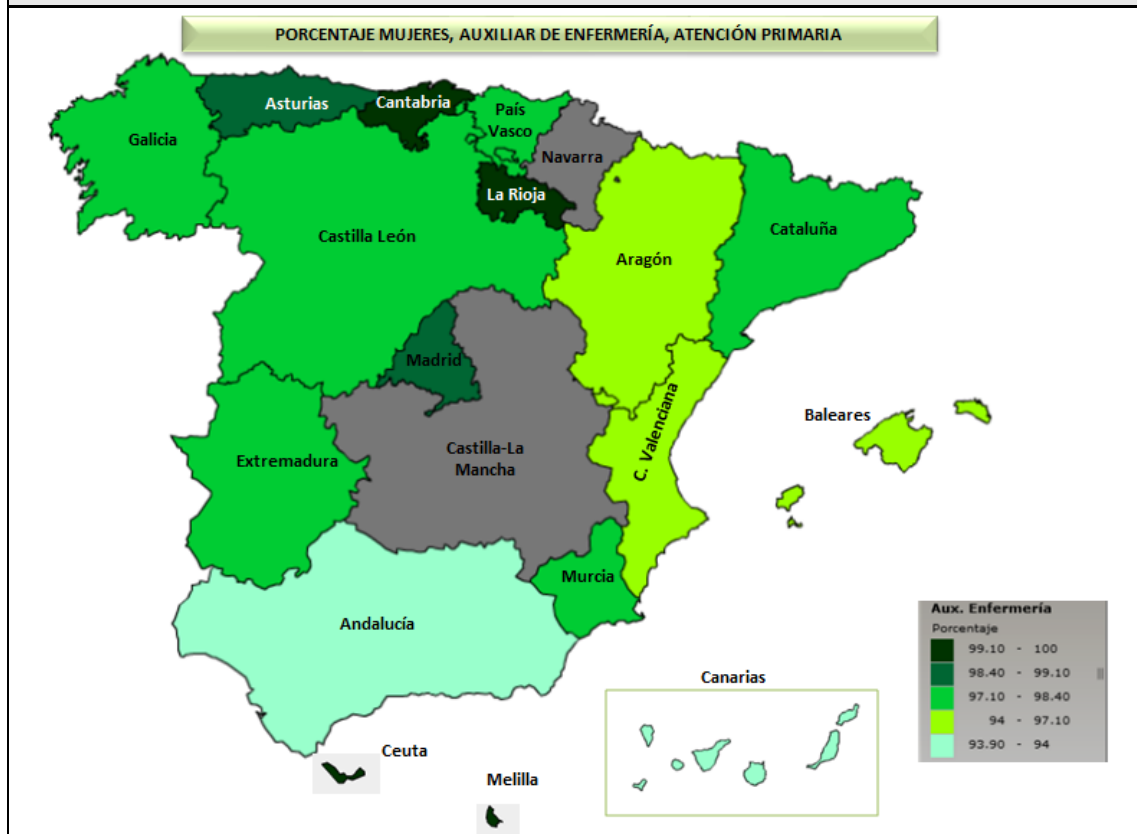 PORCENTAJE MUJERES, AUXILIAR DE ENFERMERÍA, ATENCIÓN PRIMARIA
Asturias
Cantabria
País
Vasco
Galicia
Navarra
La Rioja
Castilla León
Cataluña
Aragón
Madrid
Baleares
C. Valenciana
Castilla-La
Mancha
Extremadura
Murcia
Andalucía
Canarias
Ceuta
Melilla
Aux. Enfermería
Porcentaje
99.10 - 100
98.40 - 99.10
97.10 - 98.40
94 - 97.10
93.90 - 94